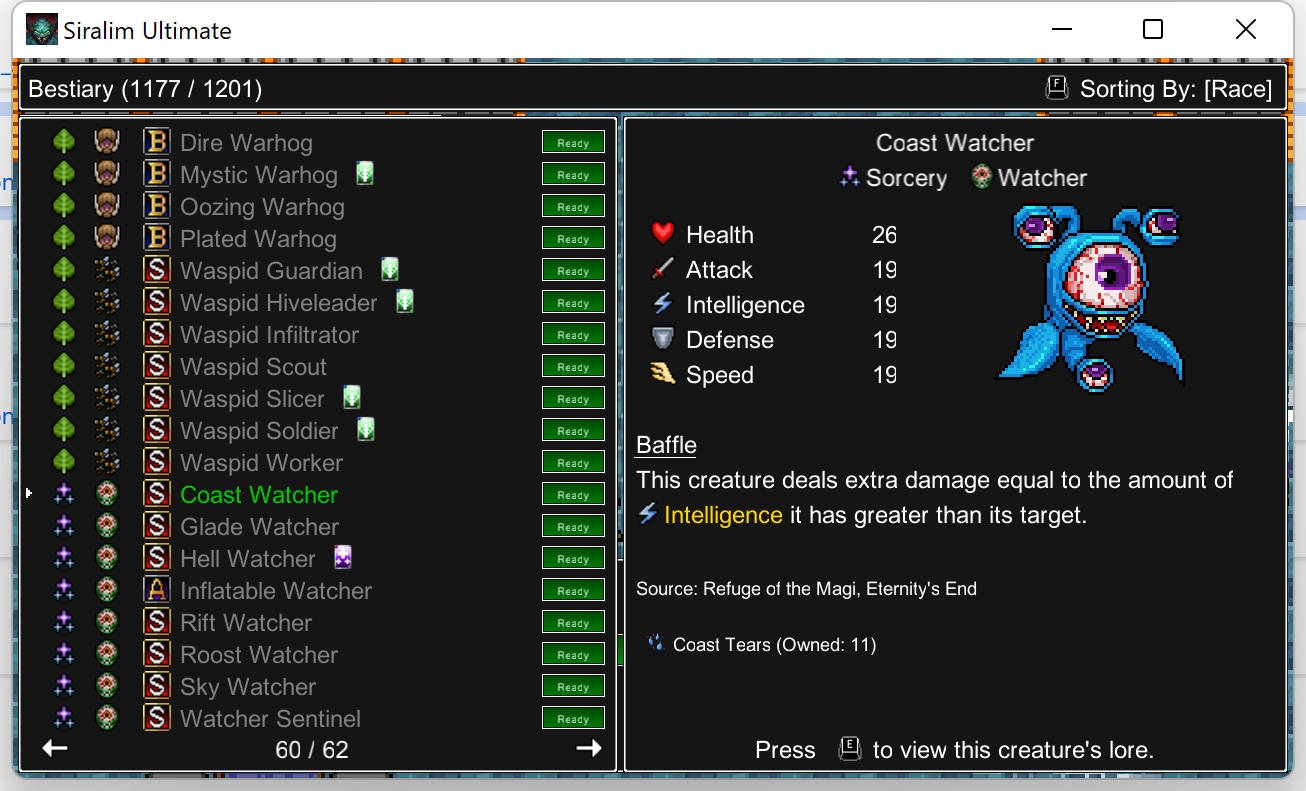 Siralim Ultimate
Bestiary (1177 / 1201)
F Sorting By: [Race]
B Dire Warhog Ready
B Mystic Warhog Ready
B Oozing Warhog Ready
B Plated Warhog Ready
S Waspid Guardian Ready
S Waspid Hiveleader Ready
S Waspid Infiltrator Ready
S Waspid Scout Ready
S Waspid Slicer Ready
S Waspid Soldier Ready
S Waspid Worker Ready
S Coast Watcher Ready
S Glade Watcher Ready
S Hell Watcher Ready
A Inflatable Watcher Ready
S Rift Watcher Ready
S Roost Watcher Ready
S Sky Watcher Ready
S Watcher Sentinel Ready
60 / 62
Coast Watcher
Sorcery Watcher
Health 26
Attack 19
Intelligence 19
Defense 19
Speed 19
Baffle
This creature deals extra damage equal to the amount of
Intelligence it has greater than its target.
Source: Refuge of the Magi, Eternity's End
Coast Tears (Owned: 11)
Press E to view this creature's lore.